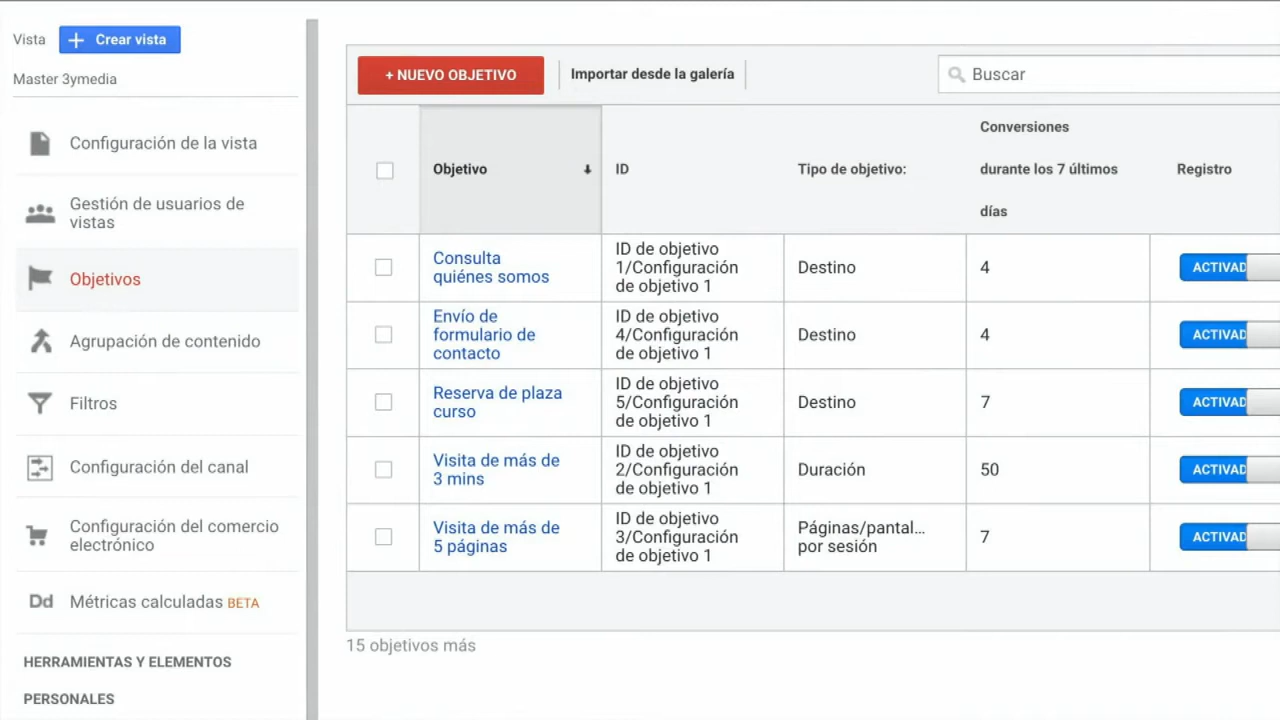 Vista
+ Crear vista
Master 3ymedia
Configuración de la vista
Gestión de usuarios de
vistas
Objetivos
Agrupación de contenido
Filtros
Configuración del canal
Configuración del comercio
electrónico
Dd Métricas calculadas BETA
HERRAMIENTAS Y ELEMENTOS
PERSONALES
+ NUEVO OBJETIVO
Importar desde la galería
Buscar
Objetivo
ID
Tipo de objetivo:
Conversiones
durante los 7 últimos
días
Registro
Consulta
quiénes somos
ID de objetivo
1/Configuración
de objetivo 1
Destino
4
ACTIVAD
Envío de
formulario de
contacto
ID de objetivo
4/Configuración
de objetivo 1
Destino
4
ACTIVAD
Reserva de plaza
curso
ID de objetivo
5/Configuración
de objetivo 1
Destino
7
ACTIVAD
Visita de más de
3 mins
ID de objetivo
2/Configuración
de objetivo 1
Duración
50
ACTIVAD
Visita de más de
5 páginas
ID de objetivo
3/Configuración
de objetivo 1
Páginas/pantal...
por sesión
7
ACTIVAD
15 objetivos más